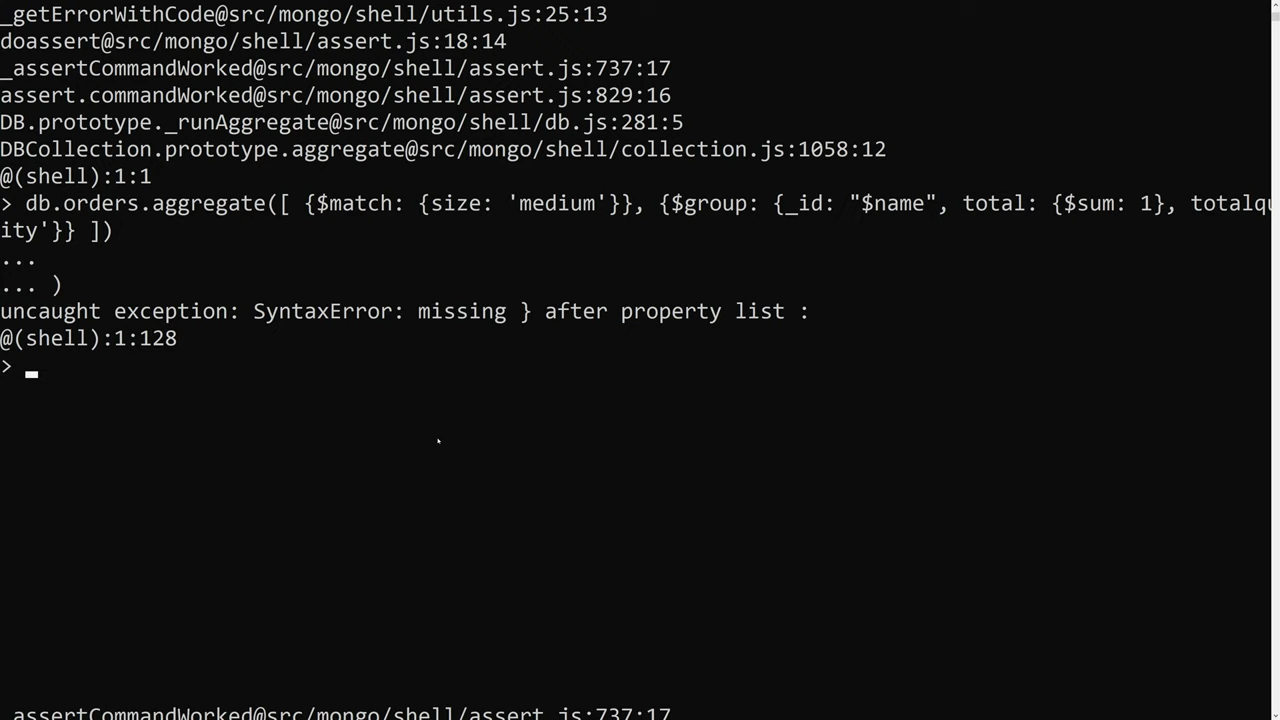 _getErrorWithCode@src/mongo/shell/utils.js:25:13
doassert@src/mongo/shell/assert.js:18:14
_assertCommandWorked@src/mongo/shell/assert.js:737:17
assert.commandWorked@src/mongo/shell/assert.js:829:16
DB.prototype._runAggregate@src/mongo/shell/db.js:281:5
DBCollection.prototype.aggregate@src/mongo/shell/collection.js:1058:12
@(shell):1:1
> db.orders.aggregate([ {$match: {size: 'medium'}}, {$group: {_id: "$name", total: {$sum: 1}, totalqu
ity'}} ])
...
... )
uncaught exception: SyntaxError: missing } after property list :
@(shell):1:128
>
_assertCommandWorked@src/mongo/shell/assert.js:737:17